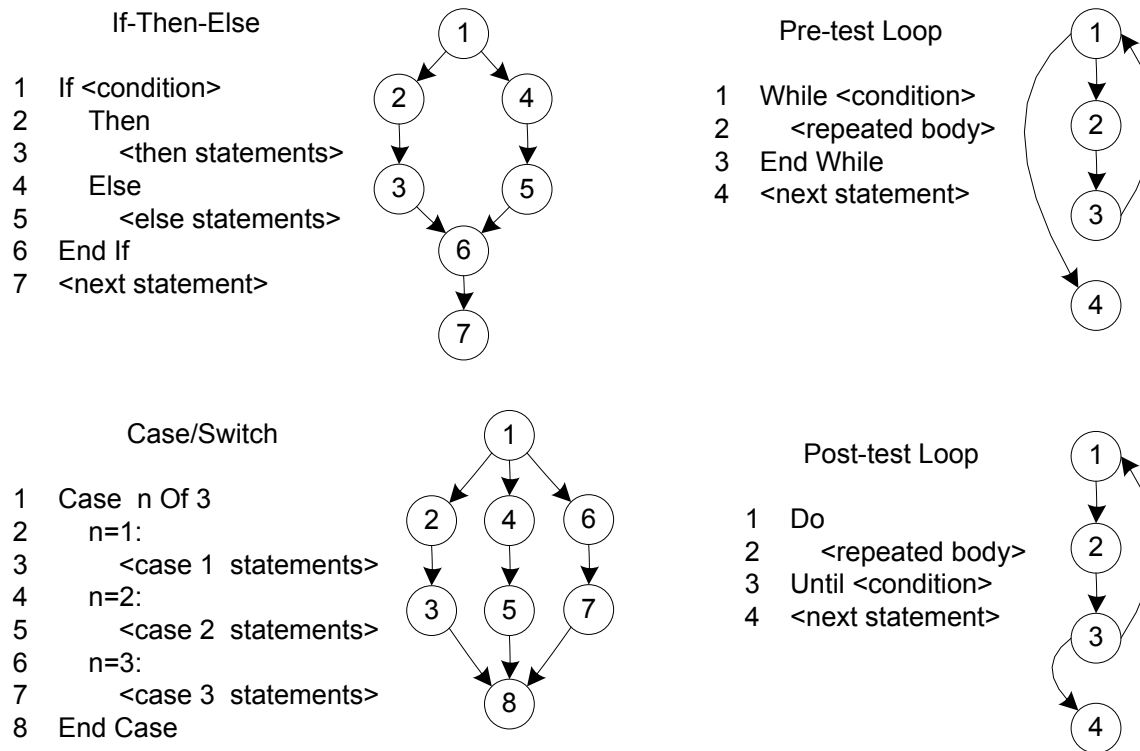 If-Then-Else
1 If <condition>
2 Then
3 <then statements>
4 Else
5 <else statements>
6 End If
7 <next statement>
1
2 4
3 5
6
7
Pre-test Loop
1 While <condition>
2 <repeated body>
3 End While
4 <next statement>
1
2
3
4
Case/Switch
1 Case n Of 3
2 n=1:
3 <case 1 statements>
4 n=2:
5 <case 2 statements>
6 n=3:
7 <case 3 statements>
8 End Case
1
2 4 6
3 5 7
8
Post-test Loop
1 Do
2 <repeated body>
3 Until <condition>
4 <next statement>
1
2
3
4